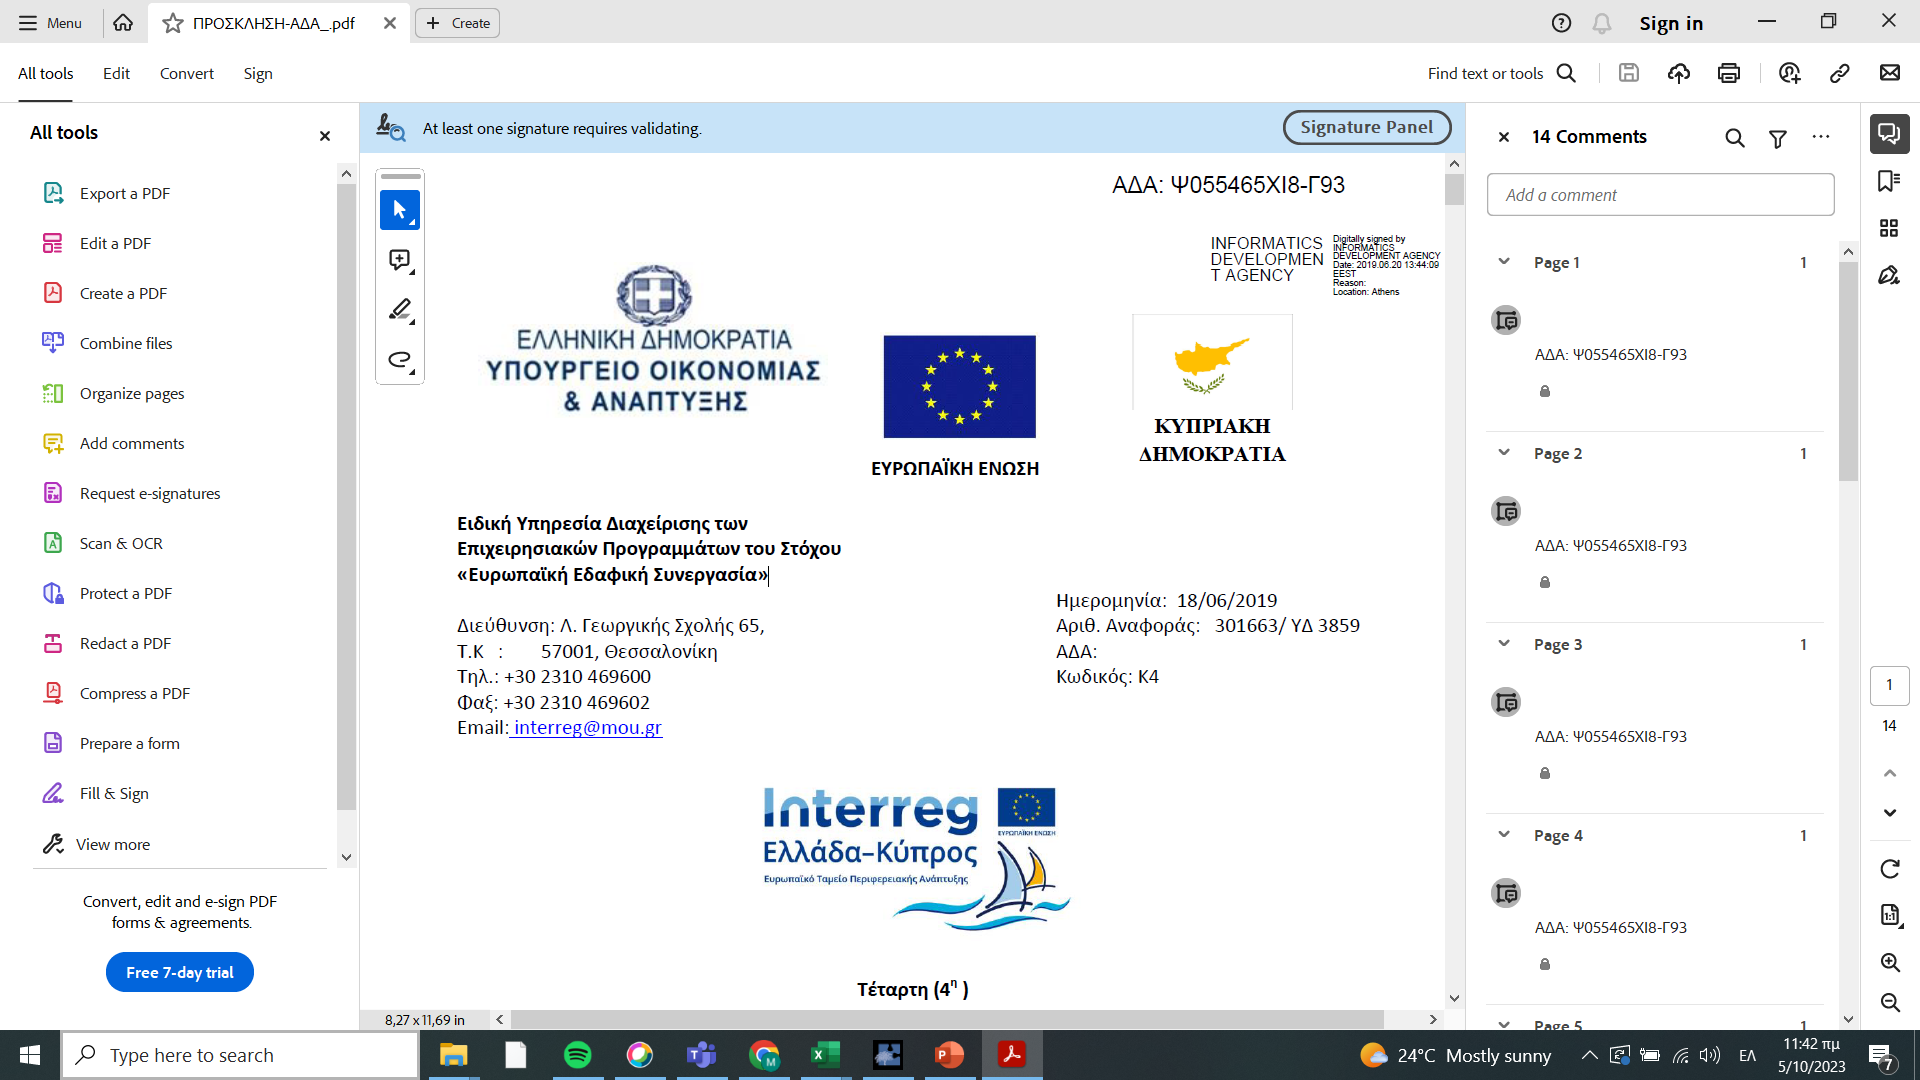 Menu
ΠΡΟΣΚΛΗΣΗ-ΑΔΑ_.pdf
Create
Sign in
All tools
Edit
Convert
Sign
Find text or tools
All tools
Export a PDF
Edit a PDF
Create a PDF
Combine files
Organize pages
Add comments
Request e-signatures
Scan & OCR
Protect a PDF
Redact a PDF
Compress a PDF
Prepare a form
Fill & Sign
View more
Convert, edit and e-sign PDF
forms & agreements.
Free 7-day trial
At least one signature requires validating.
Signature Panel
ΑΔΑ: Ψ055465ΧΙ8-Γ93
INFORMATICS
DEVELOPMEN
T AGENCY
Digitally signed by
INFORMATICS
DEVELOPMENT AGENCY
Date: 2019.06.20 13:44:09
EEST
Reason:
Location: Athens
ΕΛΛΗΝΙΚΗ ΔΗΜΟΚΡΑΤΙΑ
ΥΠΟΥΡΓΕΙΟ ΟΙΚΟΝΟΜΙΑΣ
& ΑΝΑΠΤΥΞΗΣ
ΕΥΡΩΠΑΪΚΗ ΕΝΩΣΗ
ΚΥΠΡΙΑΚΗ
ΔΗΜΟΚΡΑΤΙΑ
Ειδική Υπηρεσία Διαχείρισης των
Επιχειρησιακών Προγραμμάτων του Στόχου
«Ευρωπαϊκή Εδαφική Συνεργασία»
Διεύθυνση: Λ. Γεωργικής Σχολής 65,
Τ.Κ : 57001, Θεσσαλονίκη
Τηλ.: +30 2310 469600
Φαξ: +30 2310 469602
Email: interreg@mou.gr
Ημερομηνία: 18/06/2019
Αριθ. Αναφοράς: 301663/ ΥΔ 3859
ΑΔΑ:
Κωδικός: Κ4
Interreg
ΕΥΡΩΠΑΪΚΗ ΕΝΩΣΗ
Ελλάδα-Κύπρος
Ευρωπαϊκό Ταμείο Περιφερειακής Ανάπτυξης
Τέταρτη (4η )
8,27 x 11,69 in
14 Comments
Add a comment
Page 1 1
ΑΔΑ: Ψ055465ΧΙ8-Γ93
Page 2 1
ΑΔΑ: Ψ055465ΧΙ8-Γ93
Page 3 1
ΑΔΑ: Ψ055465ΧΙ8-Γ93
Page 4 1
ΑΔΑ: Ψ055465ΧΙ8-Γ93
Page 5 1
1
14
1:1
Type here to search
24°C Mostly sunny
ΕΛ
11:42 πμ
5/10/2023
7